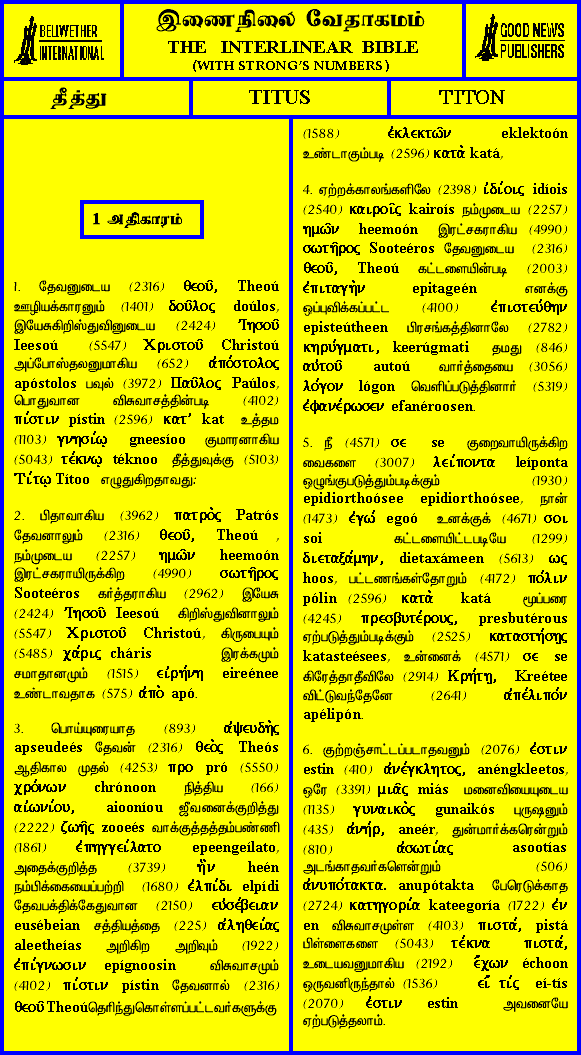 BELLWETHER
INTERNATIONAL
இணைநிலை வேதாகமம்
THE INTERLINEAR BIBLE
(WITH STRONG'S NUMBERS)
GOOD NEWS
PUBLISHERS
தீத்து
TITUS
TITON
1 அதிகாரம்
1. தேவனுடைய (2316) θεοῦ, Theoú
ஊழியக்காரனும் (1401) δοῦλος doúlos,
இயேசுகிறிஸ்துவினுடைய (2424) Ἰησοῦ
Ieesoú (5547) Χριστοῦ Christoú
அப்போஸ்தலனுமாகிய (652) ἀπόστολος
apóstolos பவுல் (3972) Παῦλος Paúlos,
பொதுவான விசுவாசத்தின்படி (4102)
πίστιν pístin (2596) κατ' kat உத்தம
(1103) γνησίῳ gneesíoo குமாரனாகிய
(5043) τέκνῳ téknoo தீத்துவுக்கு (5103)
Τίτῳ Títoo எழுதுகிறதாவது:
2. பிதாவாகிய (3962) πατρὸς Patrós
தேவனாலும் (2316) θεοῦ, Theoú ,
நம்முடைய (2257) ημῶν heemoón
இரட்சகராயிருக்கிற (4990) σωτῆρος
Sooteéros கர்த்தராகிய (2962) இயேசு
(2424) Ἰησοῦ Ieesoú கிறிஸ்துவினாலும்
(5547) Χριστοῦ Christoú, கிருபையும்
(5485) χάρις cháris இரக்கமும்
சமாதானமும் (1515) εἰρήνη eireénee
உண்டாவதாக (575) ἀπὸ apó.
3. பொய்யுரையாத (893) ἀψευδὴς
apseudeés தேவன் (2316) θεὸς Theós
ஆதிகால முதல் (4253) προ pró (5550)
χρόνων chrónoon நித்திய (166)
αἰωνίου, aiooníou ஜீவனைக்குறித்து
(2222) ζωῆς zooeés வாக்குத்தத்தம்பண்ணி
(1861) ἐπηγγείλατο epeengeílato,
அதைக்குறித்த (3739) ἣν heén
நம்பிக்கையைப்பற்றி (1680) ἐλπίδι elpídi
தேவபக்திக்கேதுவான (2150) εὐσέβειαν
eusébeian சத்தியத்தை (225) ἀληθείας
aleetheías அறிகிற அறிவும் (1922)
ἐπίγνωσιν epígnoosin விசுவாசமும்
(4102) πίστιν pístin தேவனால் (2316)
θεοῦ Theoúதெரிந்துகொள்ளப்பட்டவர்களுக்கு
(1588) ἐκλεκτῶν eklektoón
உண்டாகும்படி (2596) κατὰ katá,
4. ஏற்றக்காலங்களிலே (2398) ἰδίοις idíois
(2540) καιροῖς kairoís நம்முடைய (2257)
ημῶν heemoón இரட்சகராகிய (4990)
σωτῆρος Sooteéros தேவனுடைய (2316)
θεοῦ, Theoú கட்டளையின்படி (2003)
ἐπιταγὴν epitageén எனக்கு
ஒப்புவிக்கப்பட்ட (4100) ἐπιστεύθην
episteútheen பிரசங்கத்தினாலே (2782)
κηρύγματι, keerúgmati தமது (846)
αὑτοῦ autoú வார்த்தையை (3056)
λόγον lógon வெளிப்படுத்தினார் (5319)
ἐφανέρωσεν efanéroosen.
5. நீ (4571) σε se குறைவாயிருக்கிற
வைகளை (3007) λείποντα leíponta
ஒழுங்குபடுத்தும்படிக்கும் (1930)
epidiorthoósee epidiorthoósee, நான்
(1473) ἐγώ egoó உனக்குக் (4671) σοι
soi கட்டளையிட்டபடியே (1299)
διεταξάμην, dietaxámeen (5613) ως
hoos, பட்டணங்கள்தோறும் (4172) πόλιν
pólin (2596) κατὰ katá மூப்பரை
(4245) πρεσβυτέρους, presbutérous
ஏற்படுத்தும்படிக்கும் (2525) καταστήσῃς
katasteésees, உன்னைக் (4571) σε se
கிரேத்தாதீவிலே (2914) Κρήτῃ, Kreétee
விட்டுவந்தேனே (2641) ἀπέλιπόν
apélipón.
6. குற்றஞ்சாட்டப்படாதவனும் (2076) ἐστιν
estin (410) ἀνέγκλητος, anéngkleetos,
ஒரே (3391) μιᾶς miás மனைவியையுடைய
(1135) γυναικὸς gunaikós புருஷனும்
(435) ἀνήρ, aneér, துன்மார்க்கரென்றும்
(810) ἀσωτίας asootías
அடங்காதவர்களென்றும் (506)
ἀνυπότακτα. anupótakta பேரெடுக்காத
(2724) κατηγορία kateegoría (1722) ἐν
en விசுவாசமுள்ள (4103) πιστά, pistá
பிள்ளைகளை (5043) τέκνα πιστά,
உடையவனுமாகிய (2192) ἔχων échoon
ஒருவனிருந்தால் (1536) εἴ τίς eí-tís
(2070) ἐστιν estin அவனையே
ஏற்படுத்தலாம்.